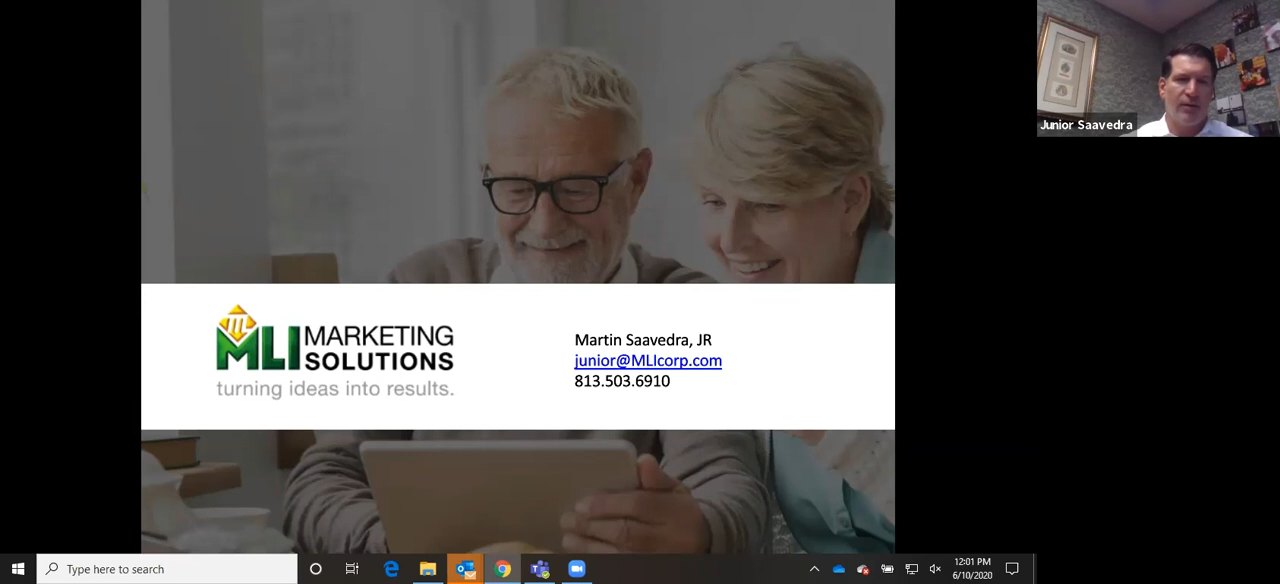 Junior Saavedra
MLI MARKETING
SOLUTIONS
turning ideas into results.
Martin Saavedra, JR
junior@MLIcorp.com
813.503.6910
Type here to search
12:01 PM
6/10/2020